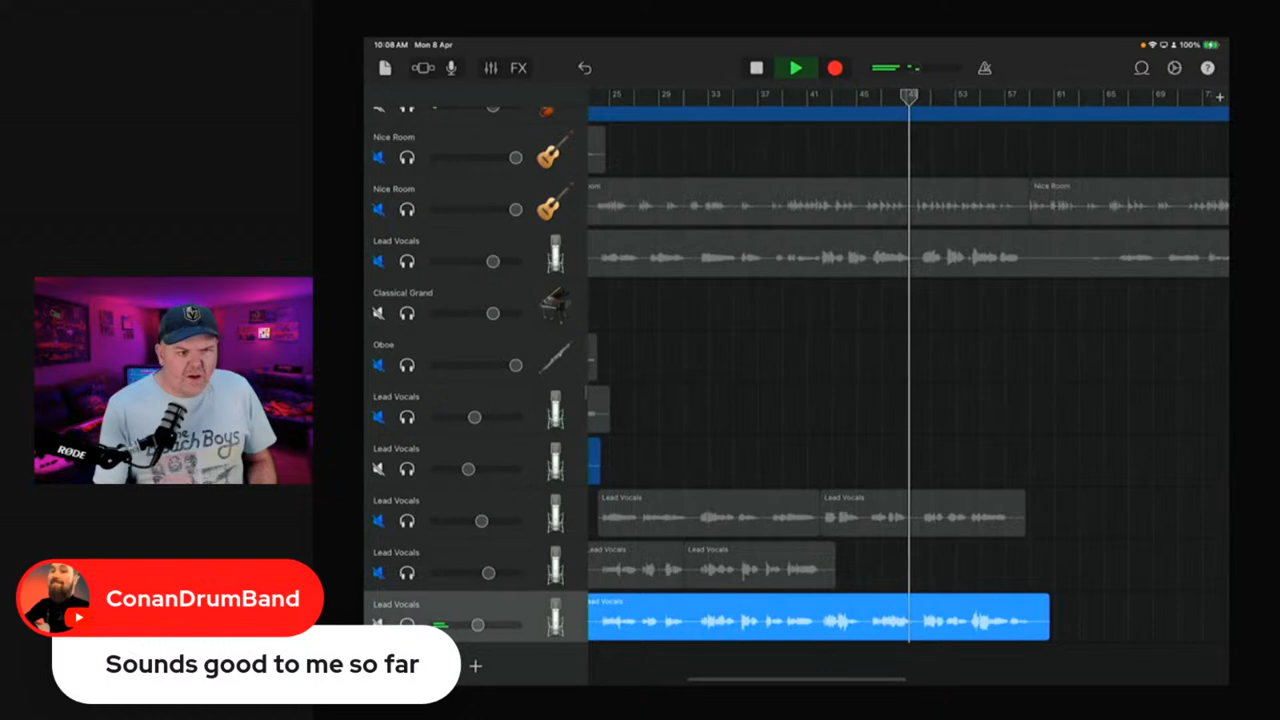 10:08 AM Mon 8 Apr
100%
FX
25 29 33 37 41 45 49 53 57 61 65 69
Nice Room
Nice Room
Nice Room
Lead Vocals
Classical Grand
Oboe
Lead Vocals
Lead Vocals
Lead Vocals
Lead Vocals
Lead Vocals
Lead Vocals
Lead Vocals
Lead Vocals
Lead Vocals
RØDE
Beach Boys
ConanDrumBand
Sounds good to me so far